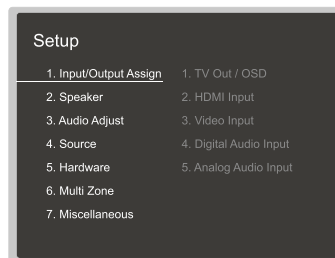 Setup
1. Input/Output Assign
2. Speaker
3. Audio Adjust
4. Source
5. Hardware
6. Multi Zone
7. Miscellaneous
1. TV Out / OSD
2. HDMI Input
3. Video Input
4. Digital Audio Input
5. Analog Audio Input